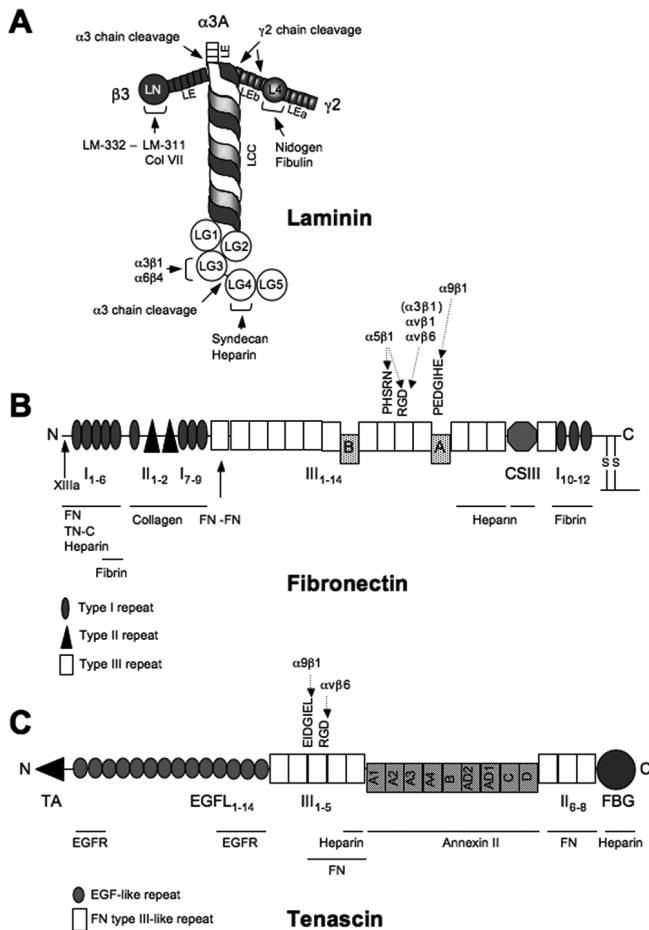 A
α3A
α3 chain cleavage
γ2 chain cleavage
LE
β3
LN
LE
LEb
L4
LEa
γ2
LM-332 – LM-311
Col VII
LCC
Nidogen
Fibulin
Laminin
LG1
LG2
α3β1
α6β4
LG3
LG4
LG5
α3 chain cleavage
Syndecan
Heparin
α9β1
(α3β1)
αvβ1
αvβ6
α5β1
PHSRN
RGD
PEDGIHE
B
N
B
A
C
S S
XIIIa
I1-6
II1-2
I7-9
III1-14
CSIII
I10-12
FN
TN-C
Heparin
Collagen
FN -FN
Heparin
Fibrin
Fibrin
Fibronectin
Type I repeat
Type II repeat
Type III repeat
α9β1
αvβ6
EIDGIEL
RGD
C
N
A1
A2
A3
A4
B
AD2
AD1
C
D
C
TA
EGFL1-14
III1-5
II6-8
FBG
EGFR
EGFR
Heparin
Annexin II
FN
Heparin
FN
EGF-like repeat
FN type III-like repeat
Tenascin